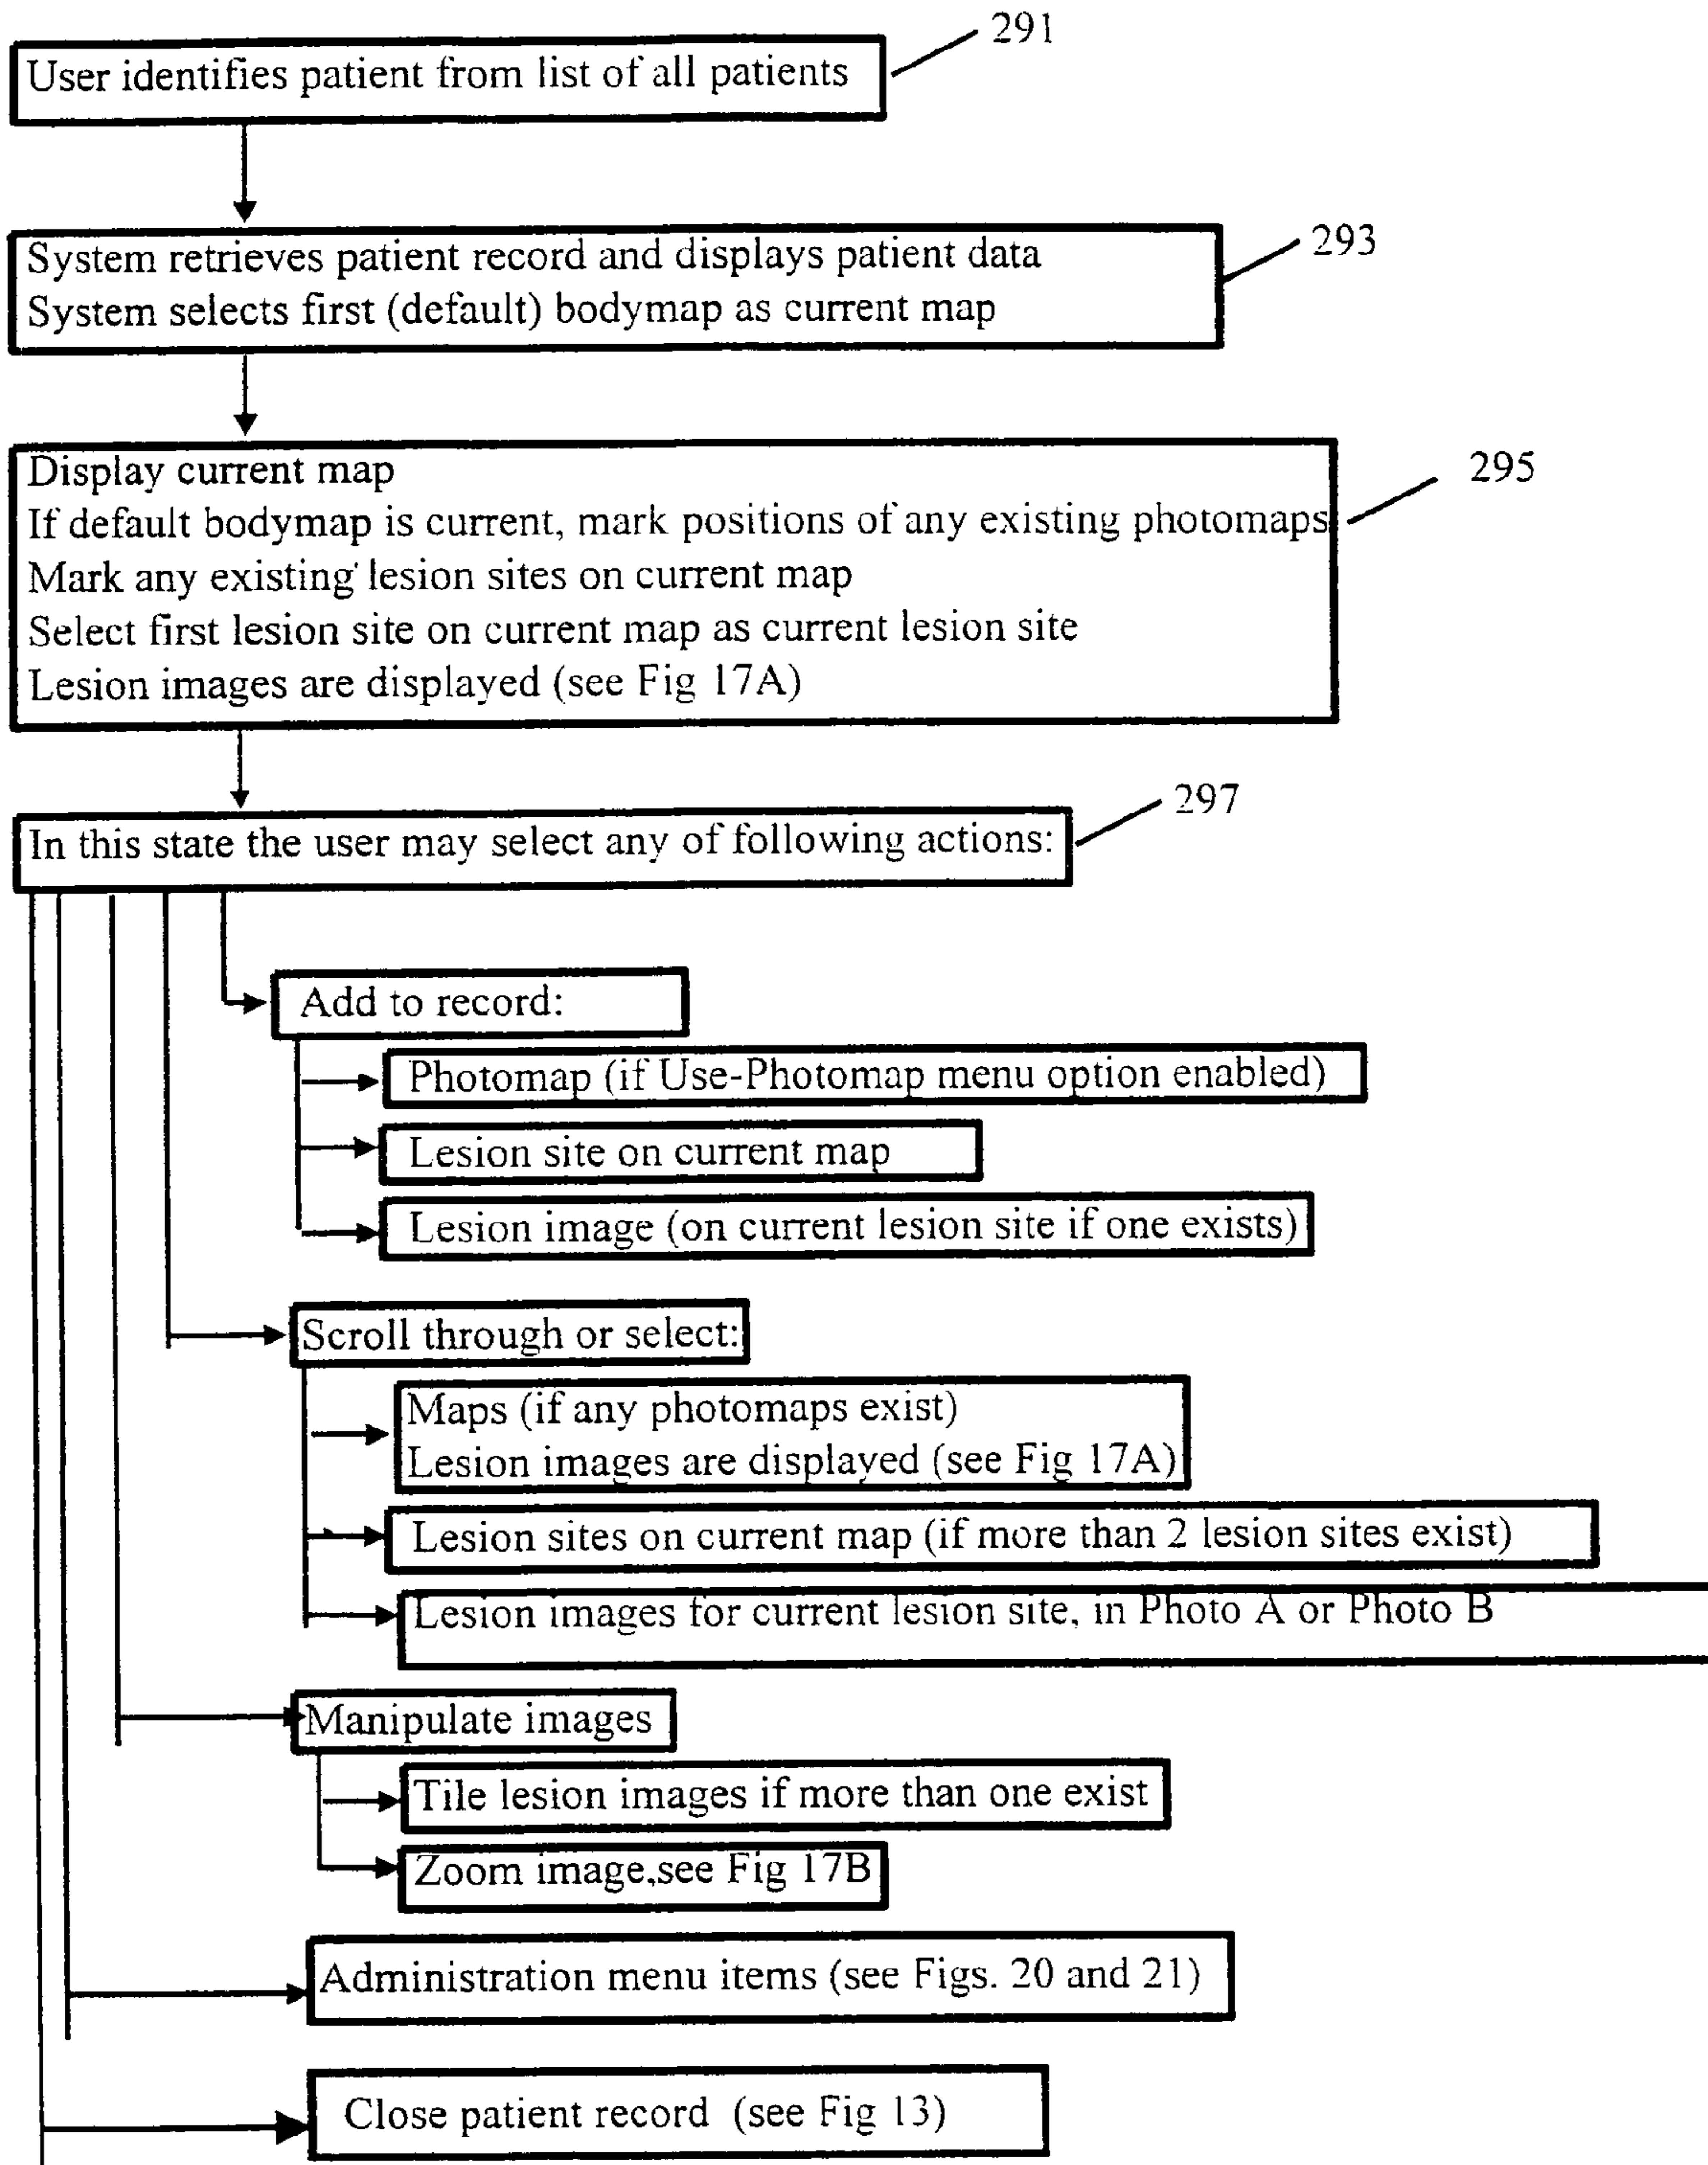 291
User identifies patient from list of all patients
293
System retrieves patient record and displays patient data
System selects first (default) bodymap as current map
295
Display current map
If default bodymap is current, mark positions of any existing photomaps
Mark any existing lesion sites on current map
Select first lesion site on current map as current lesion site
Lesion images are displayed (see Fig 17A)
297
In this state the user may select any of following actions:
Add to record:
Photomap (if Use-Photomap menu option enabled)
Lesion site on current map
Lesion image (on current lesion site if one exists)
Scroll through or select:
Maps (if any photomaps exist)
Lesion images are displayed (see Fig 17A)
Lesion sites on current map (if more than 2 lesion sites exist)
Lesion images for current lesion site, in Photo A or Photo B
Manipulate images
Tile lesion images if more than one exist
Zoom image,see Fig 17B
Administration menu items (see Figs. 20 and 21)
Close patient record (see Fig 13)